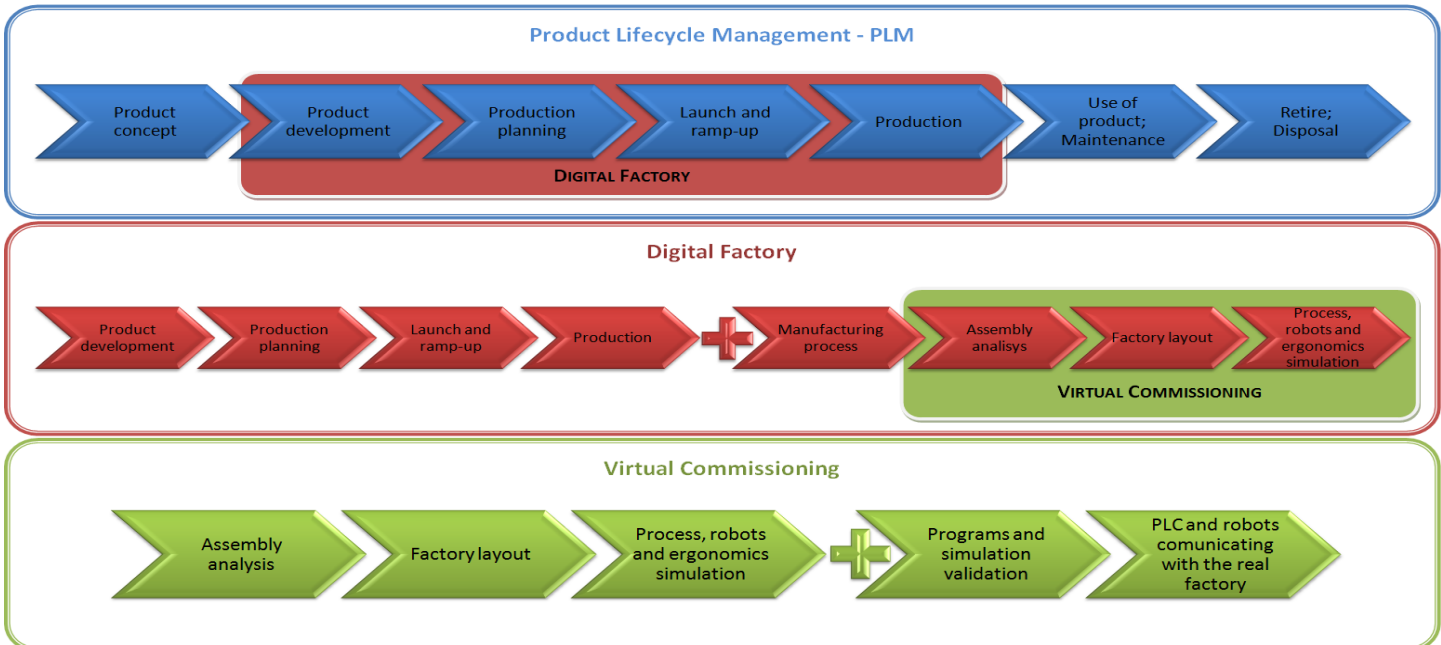 Product Lifecycle Management - PLM
Product
concept
Product
development
Production
planning
Launch and
ramp-up
Production
Use of
product;
Maintenance
Retire;
Disposal
DIGITAL FACTORY
Digital Factory
Product
development
Production
planning
Launch and
ramp-up
Production
Manufacturing
process
Assembly
analisys
Factory layout
Process,
robots and
ergonomics
simulation
VIRTUAL COMMISSIONING
Virtual Commissioning
Assembly
analysis
Factory layout
Process, robots
and ergonomics
simulation
Programs and
simulation
validation
PLC and robots
comunicating
with the real
factory